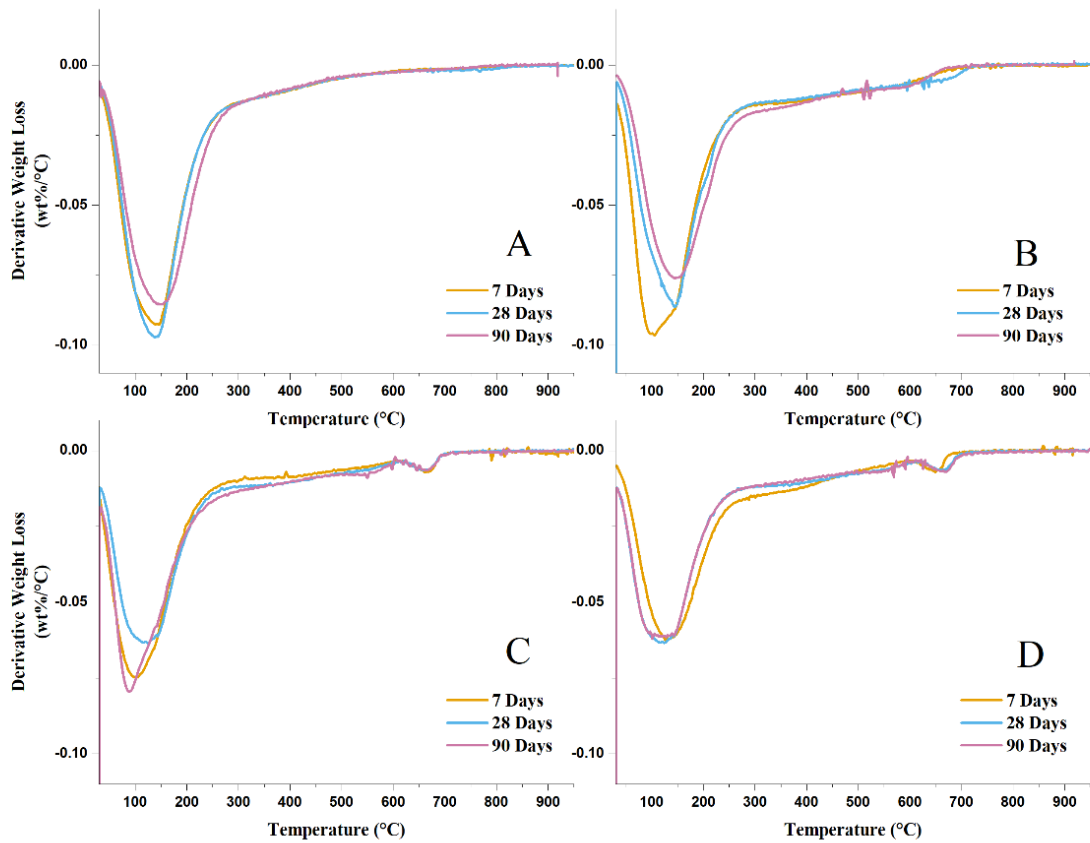 Derivative Weight Loss
(wt%/°C)
0.00
-0.05
-0.10
A
7 Days
28 Days
90 Days
100 200 300 400 500 600 700 800 900
Temperature (°C)
0.00
-0.05
-0.10
B
7 Days
28 Days
90 Days
100 200 300 400 500 600 700 800 900
Temperature (°C)
Derivative Weight Loss
(wt%/°C)
0.00
-0.05
-0.10
C
7 Days
28 Days
90 Days
100 200 300 400 500 600 700 800 900
Temperature (°C)
0.00
-0.05
-0.10
D
7 Days
28 Days
90 Days
100 200 300 400 500 600 700 800 900
Temperature (°C)